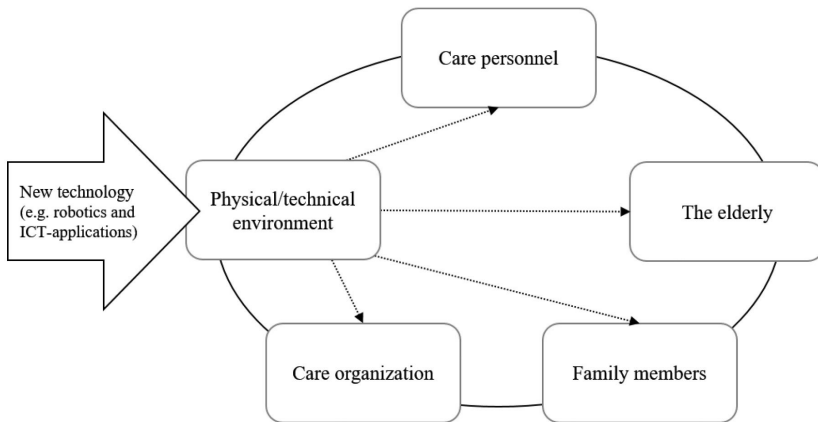 Care personnel
New technology
(e.g. robotics and
ICT-applications)
Physical/technical
environment
The elderly
Care organization
Family members